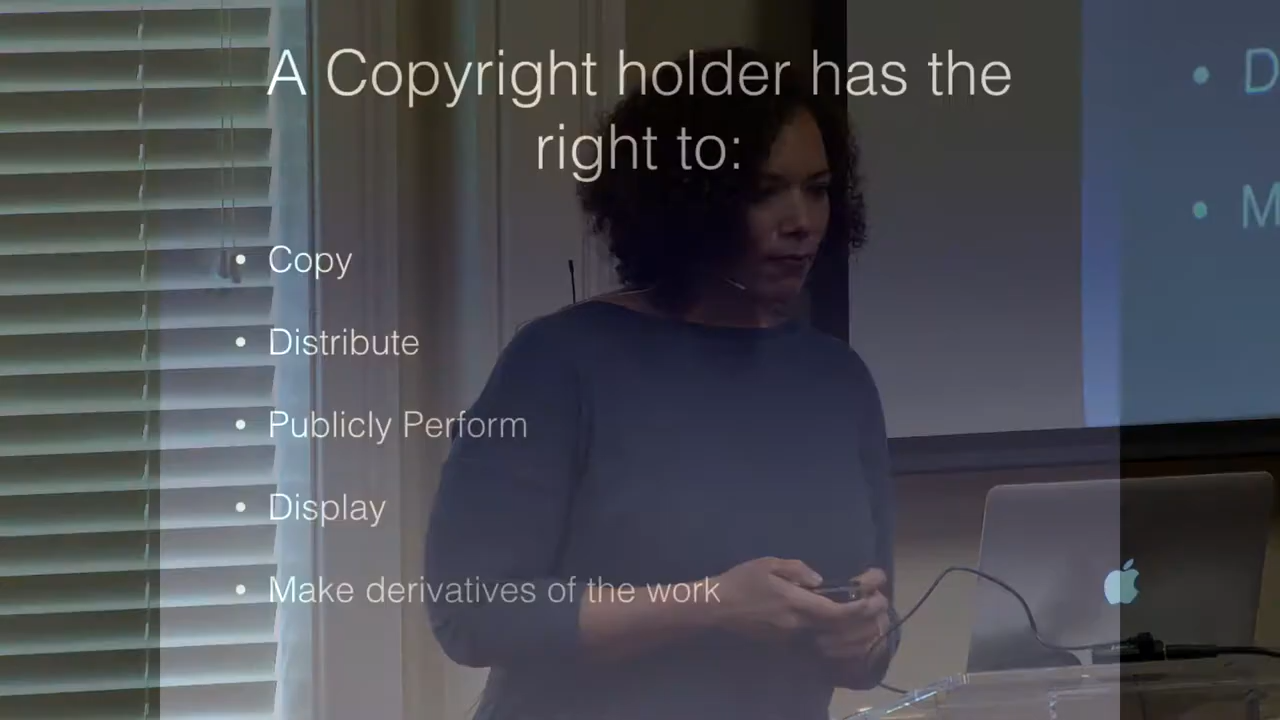 A Copyright holder has the
right to:
• Copy
• Distribute
• Publicly Perform
• Display
• Make derivatives of the work
• D
• M